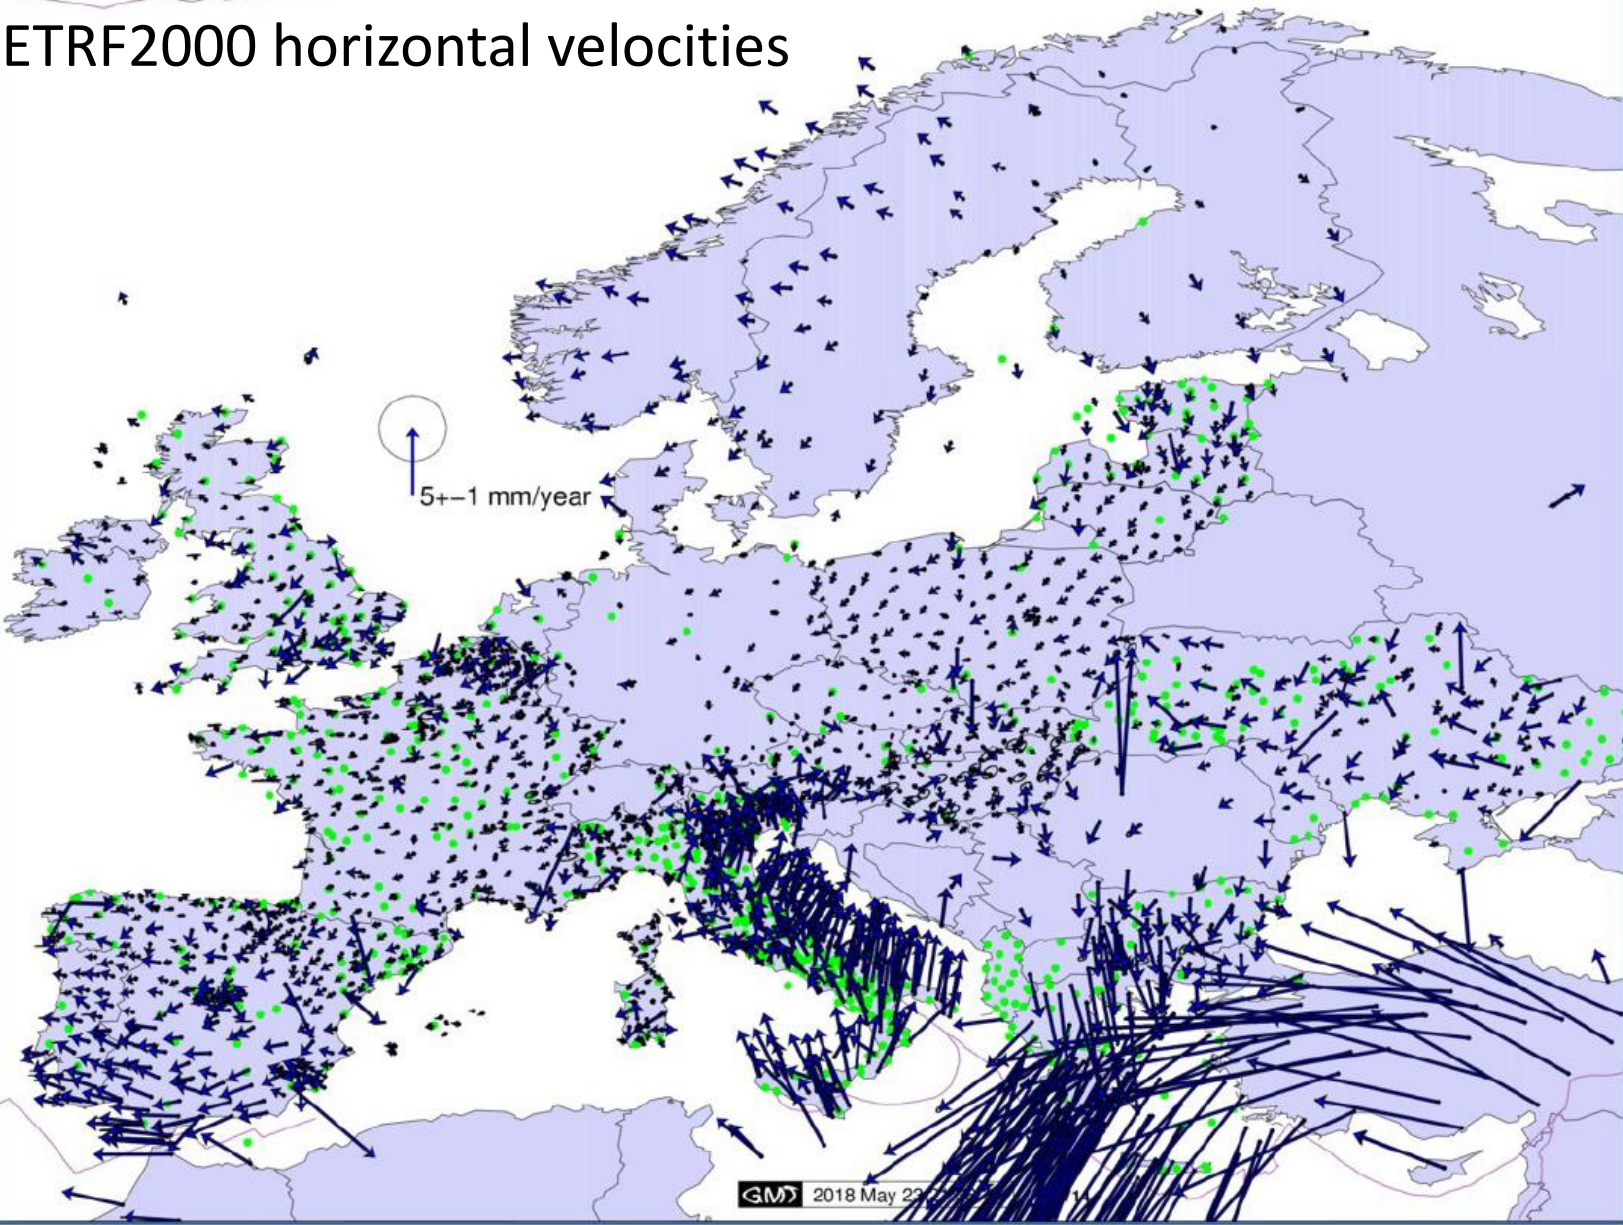 ETRF2000 horizontal velocities
5+−1 mm/year
GMT 2018 May 23